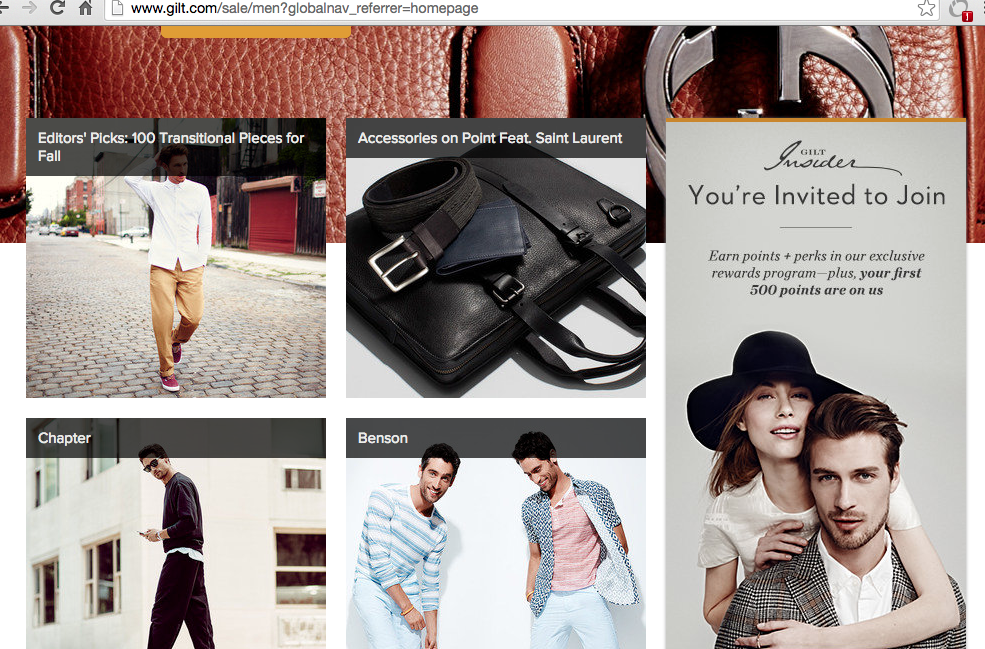 www.gilt.com/sale/men?globalnav_referrer=homepage
Editors' Picks: 100 Transitional Pieces for
Fall
Accessories on Point Feat. Saint Laurent
GILT
Insider
You're Invited to Join
Earn points + perks in our exclusive
rewards program—plus, your first
500 points are on us
Chapter
Benson